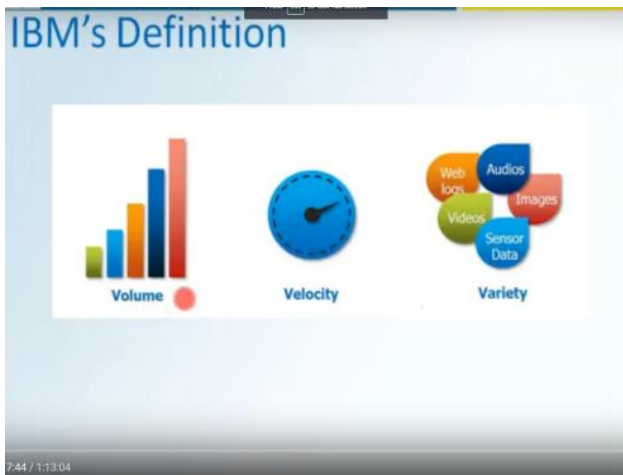 IBM's Definition
Web
logs
Audios
Images
Videos
Sensor
Data
Volume
Velocity
Variety
7:44 / 1:13:04